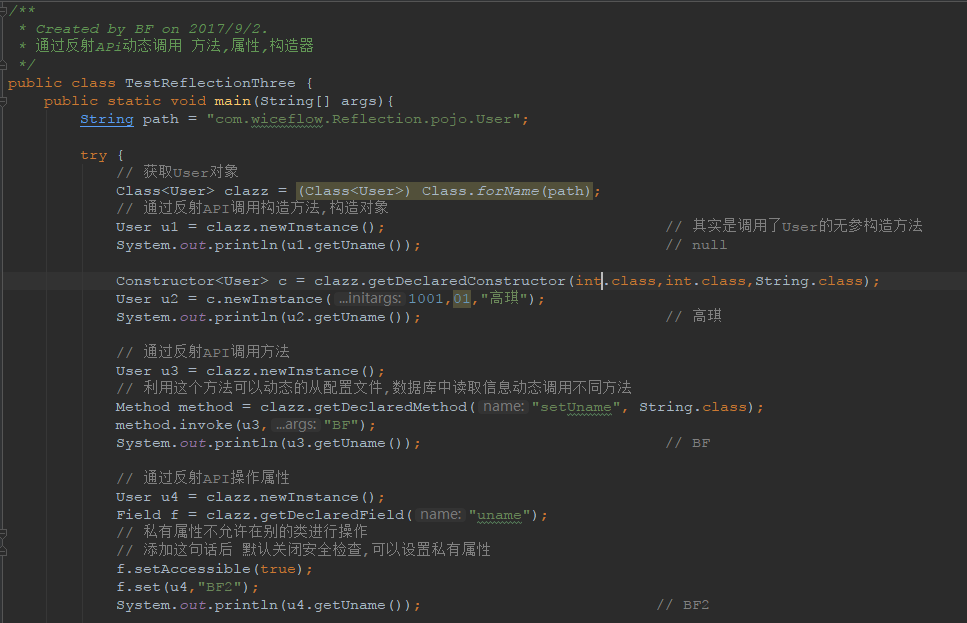 /**
 * Created by BF on 2017/9/2.
 * 通过反射APi动态调用 方法,属性,构造器
 */
public class TestReflectionThree {
    public static void main(String[] args){
        String path = "com.wiceflow.Reflection.pojo.User";
        try {
            // 获取User对象
            Class<User> clazz = (Class<User>) Class.forName(path);
            // 通过反射API调用构造方法,构造对象
            User u1 = clazz.newInstance();                               // 其实是调用了User的无参构造方法
            System.out.println(u1.getUname());                           // null
            Constructor<User> c = clazz.getDeclaredConstructor(int.class,int.class,String.class);
            User u2 = c.newInstance( ...initargs: 1001,01,"高琪");
            System.out.println(u2.getUname());                           // 高琪
            // 通过反射API调用方法
            User u3 = clazz.newInstance();
            // 利用这个方法可以动态的从配置文件,数据库中读取信息动态调用不同方法
            Method method = clazz.getDeclaredMethod( name: "setUname", String.class);
            method.invoke(u3, ...args: "BF");
            System.out.println(u3.getUname());                           // BF
            // 通过反射API操作属性
            User u4 = clazz.newInstance();
            Field f = clazz.getDeclaredField( name: "uname");
            // 私有属性不允许在别的类进行操作
            // 添加这句话后 默认关闭安全检查,可以设置私有属性
            f.setAccessible(true);
            f.set(u4,"BF2");
            System.out.println(u4.getUname());                          // BF2